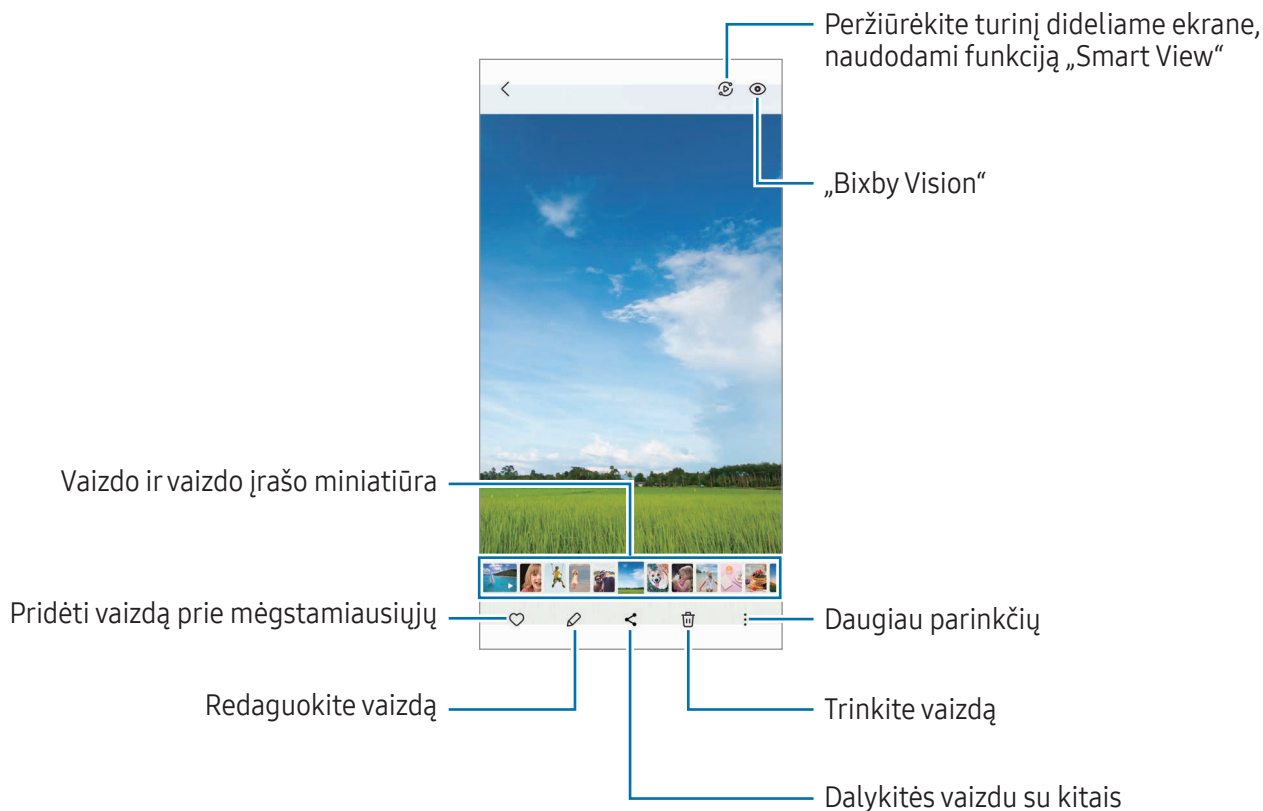 Peržiūrėkite turinį dideliame ekrane,
naudodami funkciją „Smart View“
„Bixby Vision“
Vaizdo ir vaizdo įrašo miniatiūra
Pridėti vaizdą prie mėgstamiausiųjų
Daugiau parinkčių
Redaguokite vaizdą
Trinkite vaizdą
Dalykitės vaizdu su kitais